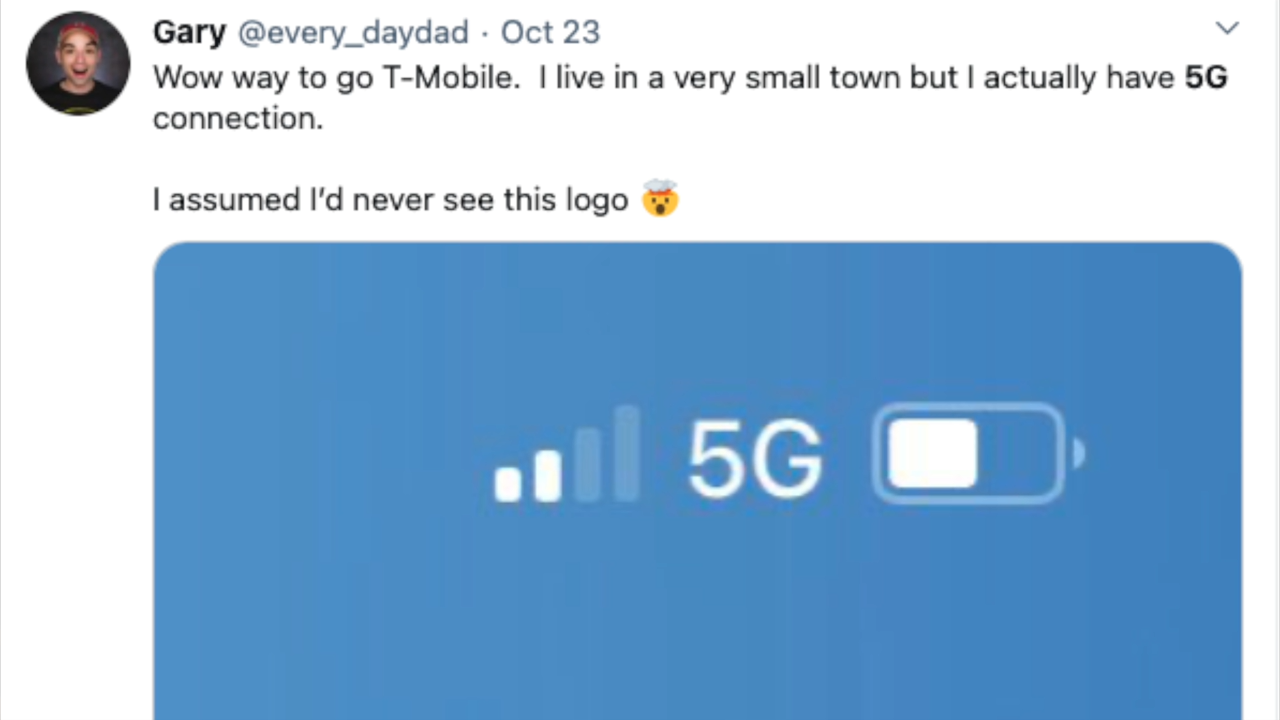 Gary @every_daydad · Oct 23
Wow way to go T-Mobile.  I live in a very small town but I actually have 5G
connection.
I assumed I’d never see this logo 🤯
5G